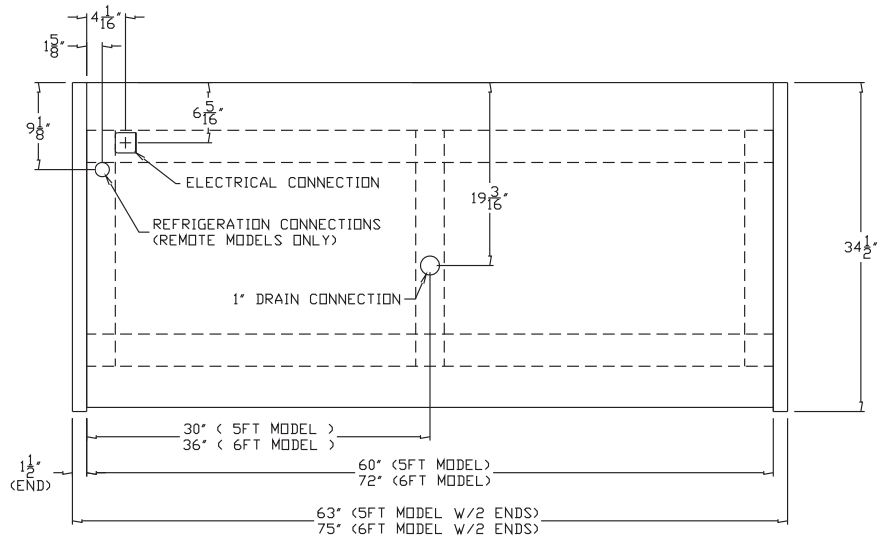 4 1/16"
1 5/8"
9 1/8"
6 5/16"
ELECTRICAL CONNECTION
19 3/16"
REFRIGERATION CONNECTIONS
(REMOTE MODELS ONLY)
34 1/2"
1" DRAIN CONNECTION
30" ( 5FT MODEL )
36" ( 6FT MODEL )
1 1/2"
(END)
60" (5FT MODEL)
72" (6FT MODEL)
63" (5FT MODEL W/2 ENDS)
75" (6FT MODEL W/2 ENDS)